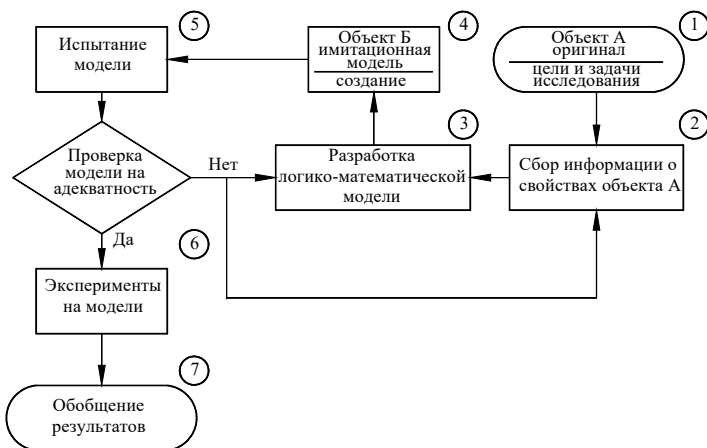 5
Испытание
модели
4
Объект Б
имитационная
модель
создание
1
Объект А
оригинал
цели и задачи
исследования
Проверка
модели на
адекватность
Нет
3
Разработка
логико-математической
модели
2
Сбор информации о
свойствах объекта А
Да
6
Эксперименты
на модели
7
Обобщение
результатов